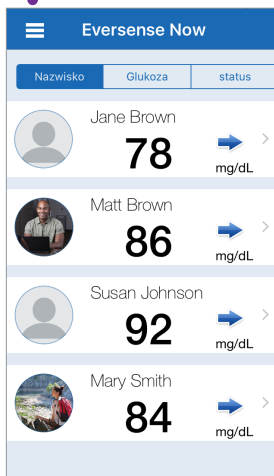 Eversense Now
Nazwisko Glukoza status
Jane Brown
78
mg/dL
Matt Brown
86
mg/dL
Susan Johnson
92
mg/dL
Mary Smith
84
mg/dL